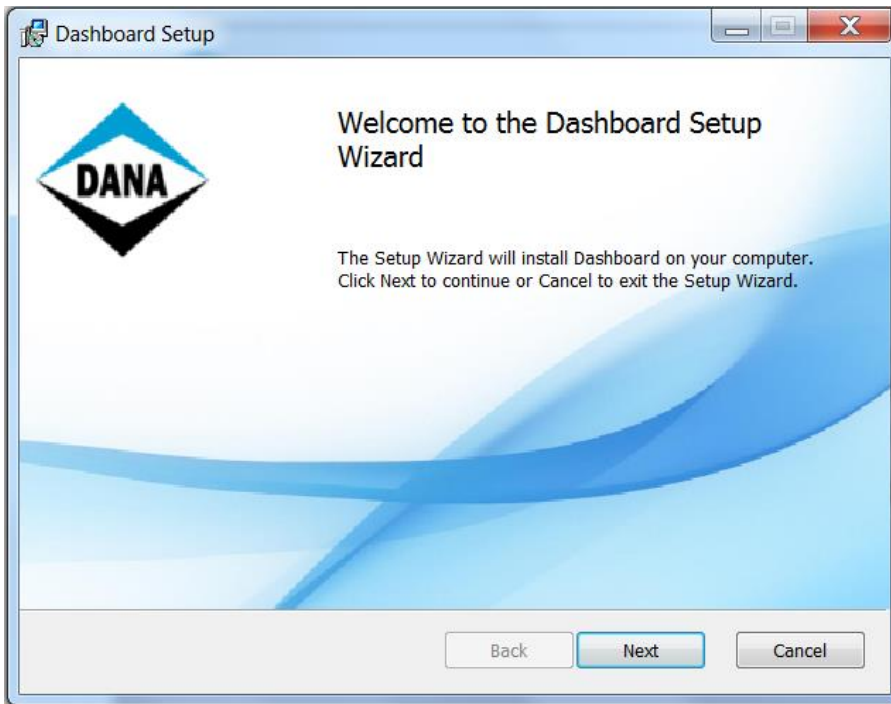 Dashboard Setup
DANA
Welcome to the Dashboard Setup
Wizard
The Setup Wizard will install Dashboard on your computer.
Click Next to continue or Cancel to exit the Setup Wizard.
Back Next Cancel